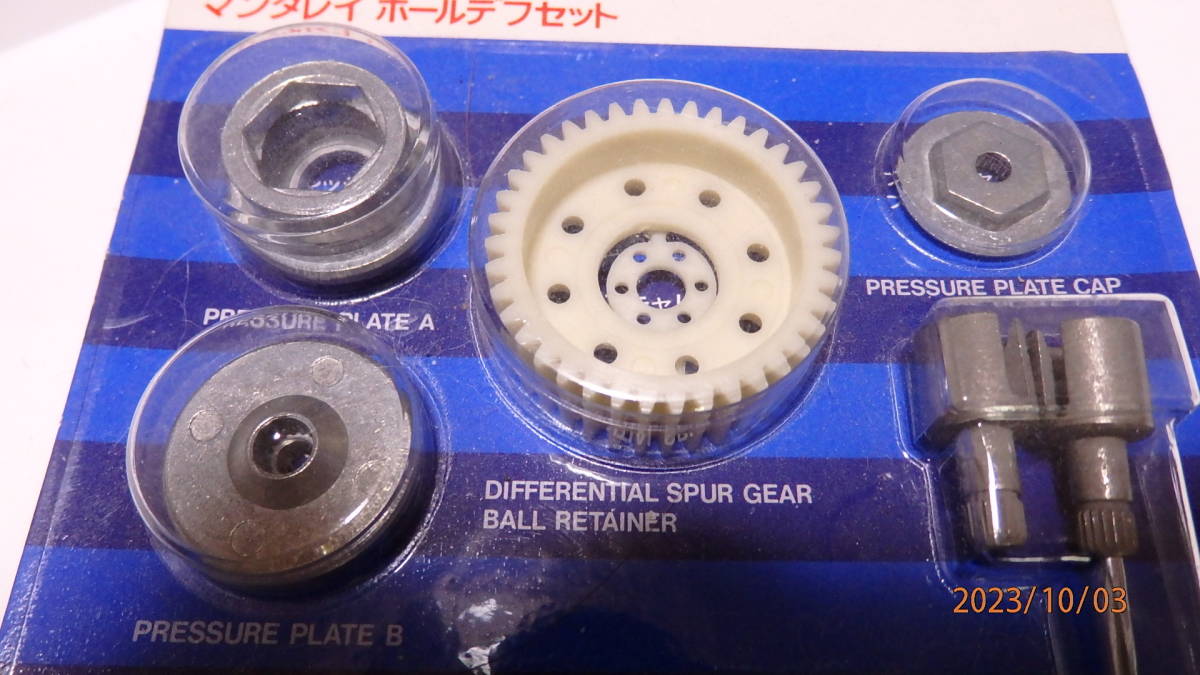 マンタレイ ボールデフセット
PRESSURE PLATE A
PRESSURE PLATE CAP
DIFFERENTIAL SPUR GEAR
BALL RETAINER
PRESSURE PLATE B
2023/10/03